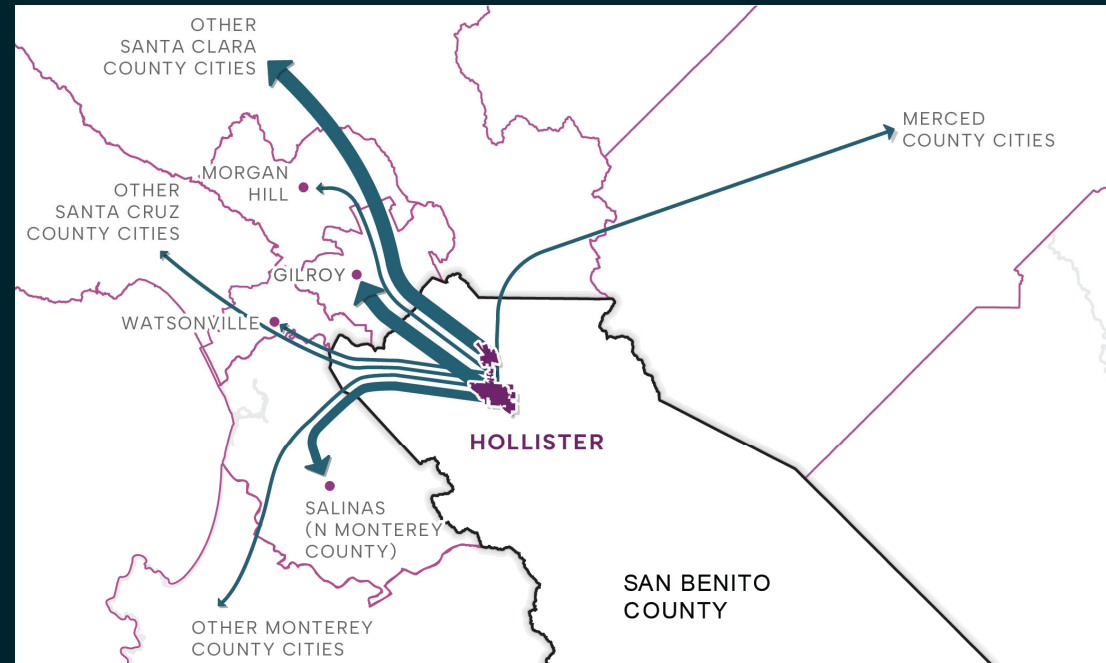 OTHER
SANTA CLARA
COUNTY CITIES
MERCED
COUNTY CITIES
MORGAN
HILL
OTHER
SANTA CRUZ
COUNTY CITIES
GILROY
WATSONVILLE
HOLLISTER
SALINAS
(N MONTEREY
COUNTY)
SAN BENITO
COUNTY
OTHER MONTEREY
COUNTY CITIES